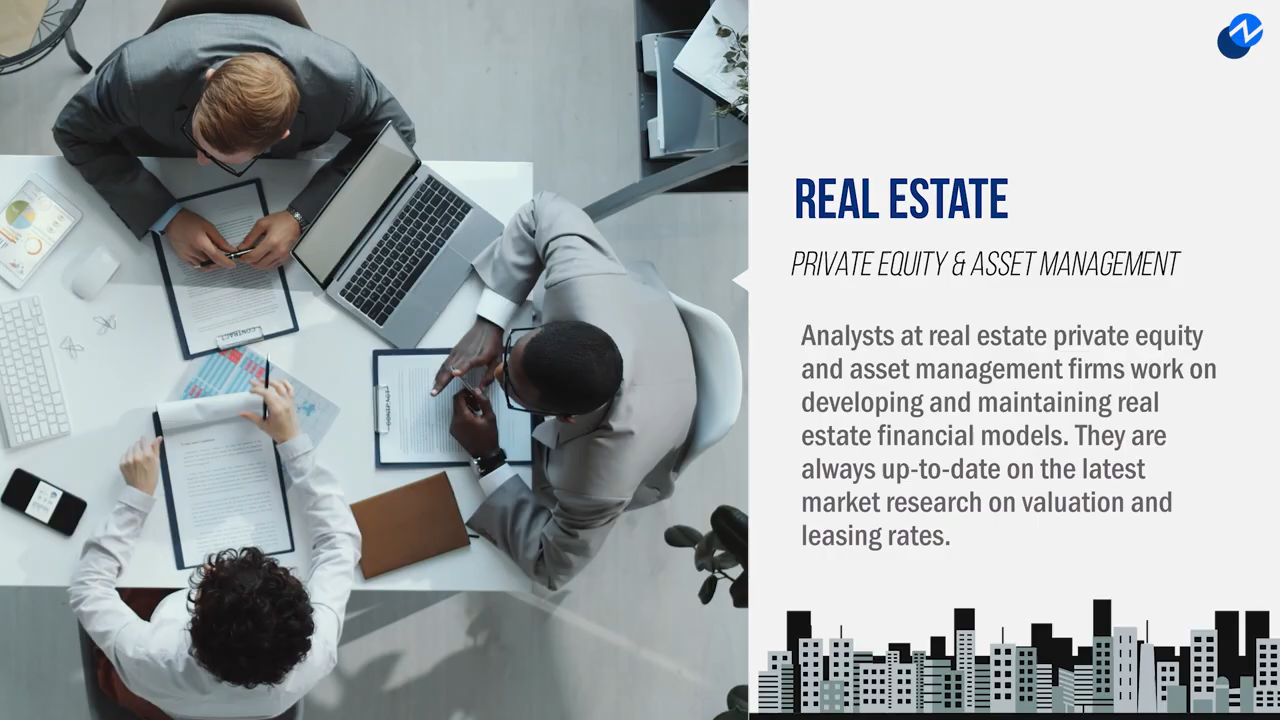 REAL ESTATE
PRIVATE EQUITY & ASSET MANAGEMENT
Analysts at real estate private equity
and asset management firms work on
developing and maintaining real
estate financial models. They are
always up-to-date on the latest
market research on valuation and
leasing rates.
CONTRACT
CONTRACT